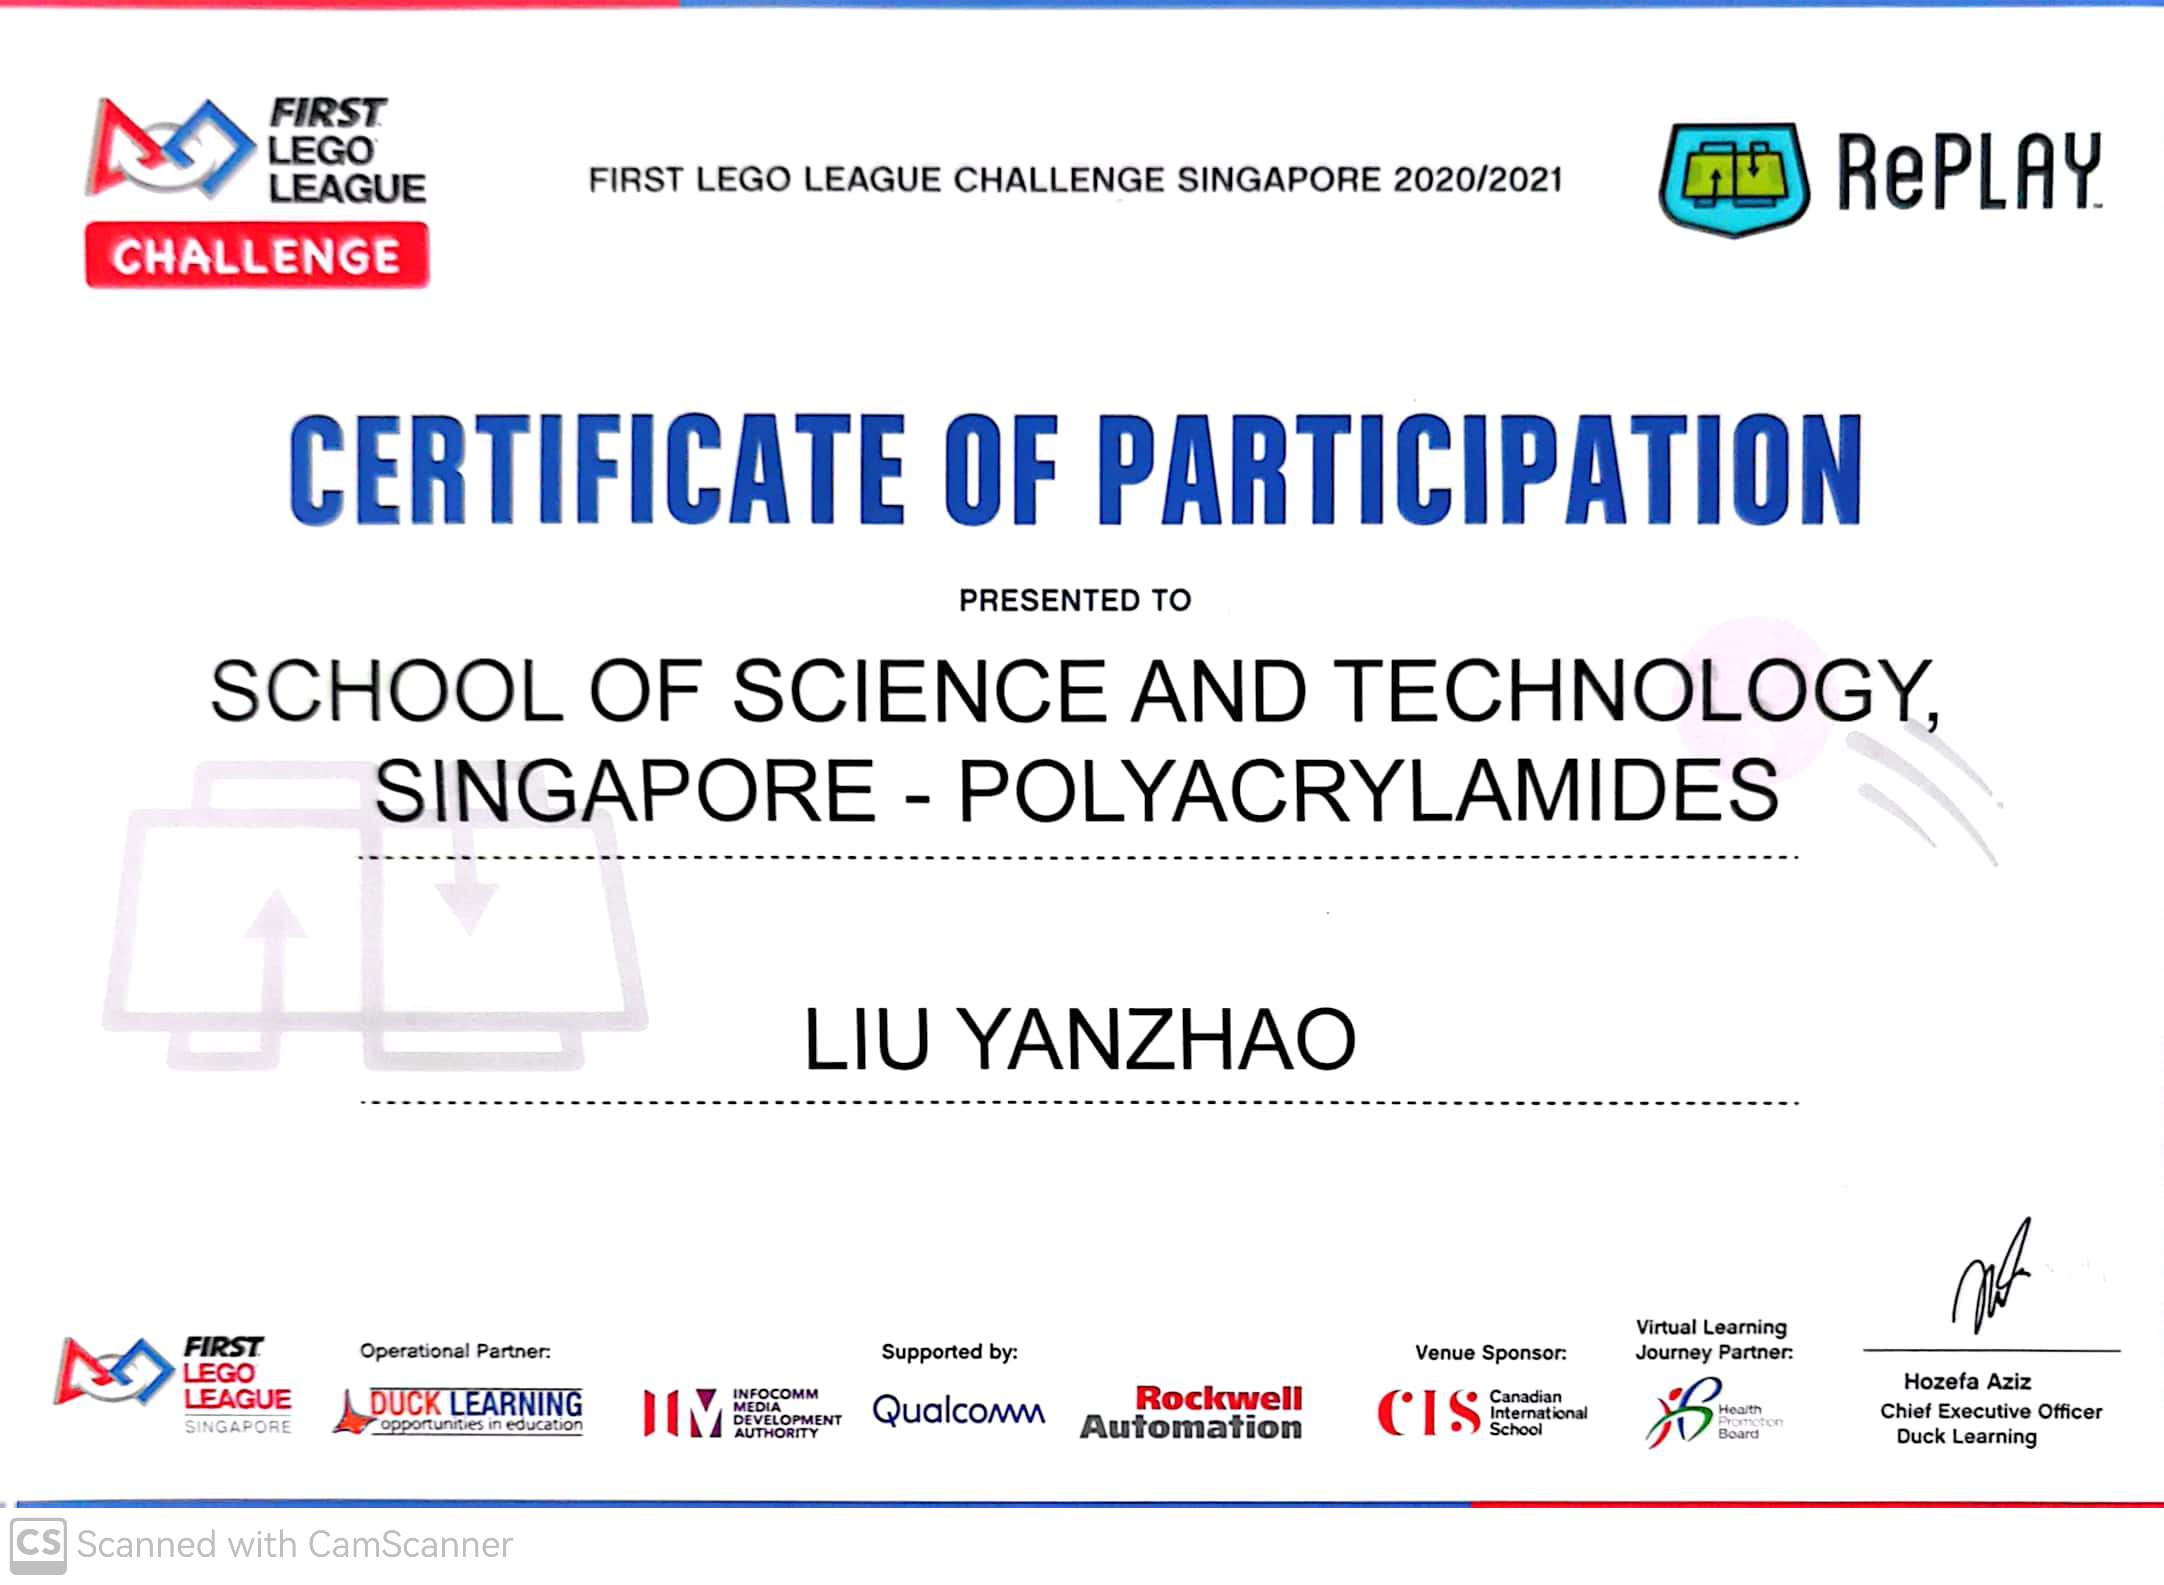 FIRST
LEGO
LEAGUE
CHALLENGE
FIRST LEGO LEAGUE CHALLENGE SINGAPORE 2020/2021
RePLAY™
CERTIFICATE OF PARTICIPATION
PRESENTED TO
SCHOOL OF SCIENCE AND TECHNOLOGY,
SINGAPORE - POLYACRYLAMIDES
LIU YANZHAO
FIRST
LEGO
LEAGUE
SINGAPORE
Operational Partner:
DUCK LEARNING
opportunities in education
INFOCOMM
MEDIA
DEVELOPMENT
AUTHORITY
Supported by:
Qualcomm
Rockwell
Automation
Venue Sponsor:
CIS
Canadian
International
School
Virtual Learning
Journey Partner:
Health
Promotion
Board
Hozefa Aziz
Chief Executive Officer
Duck Learning
CS Scanned with CamScanner